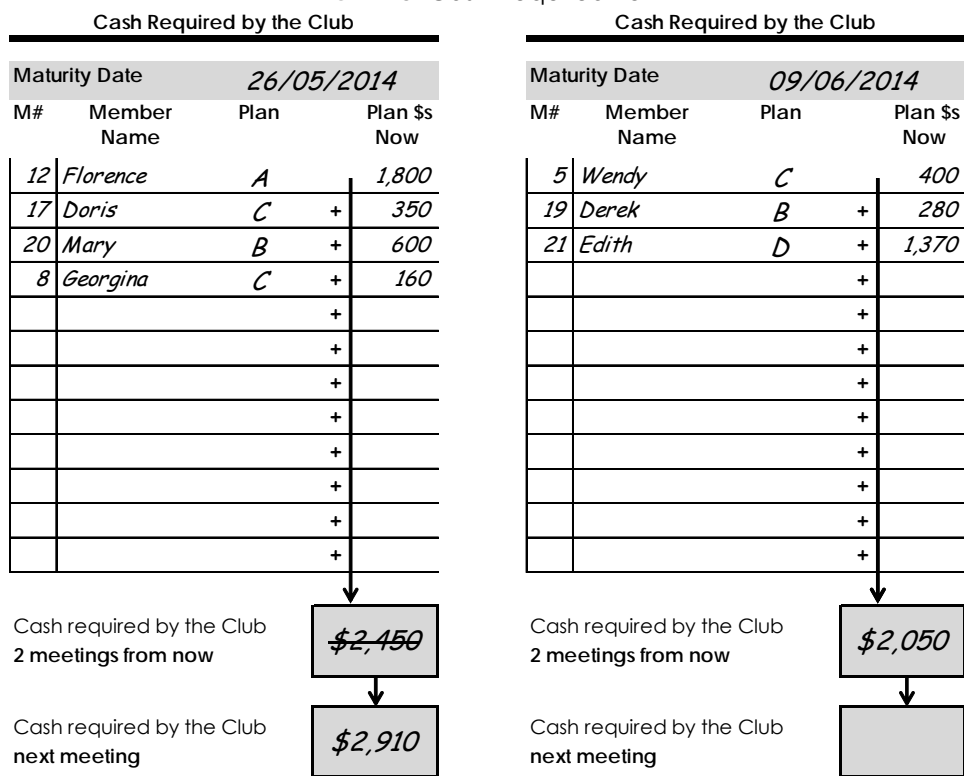 Cash Required by the Club
Maturity Date 26/05/2014
M# Member Name Plan Plan $s Now
12 Florence A 1,800
17 Doris C + 350
20 Mary B + 600
8 Georgina C + 160
+
+
+
+
+
+
+
+
Cash required by the Club
2 meetings from now $2,450
Cash required by the Club
next meeting $2,910
Cash Required by the Club
Maturity Date 09/06/2014
M# Member Name Plan Plan $s Now
5 Wendy C 400
19 Derek B + 280
21 Edith D + 1,370
+
+
+
+
+
+
+
+
+
Cash required by the Club
2 meetings from now $2,050
Cash required by the Club
next meeting